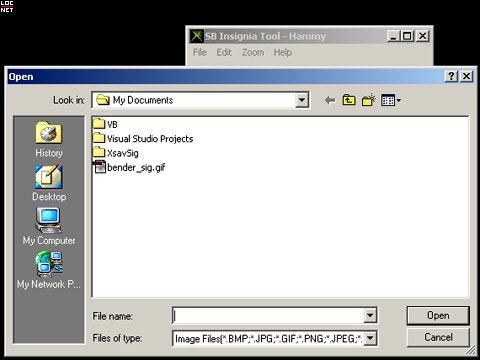 LOC
NET
SB Insignia Tool - Hammy
File Edit Zoom Help
Open
Look in: My Documents
VB
Visual Studio Projects
XsavSig
bender_sig.gif
History
Desktop
My Computer
My Network P...
File name: Open
Files of type: Image Files(*.BMP;*.JPG;*.GIF;*.PNG;*.JPEG;*. Cancel